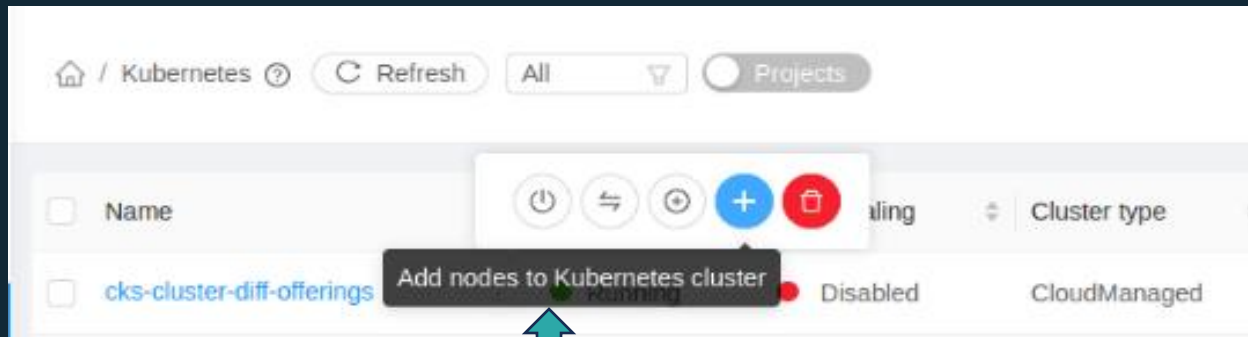 / Kubernetes Refresh All Projects
Name aling Cluster type
Add nodes to Kubernetes cluster
cks-cluster-diff-offerings Running Disabled CloudManaged